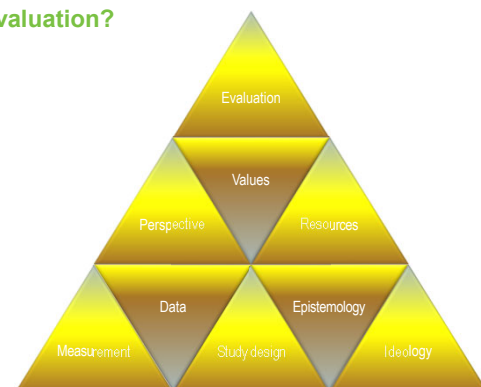 valuation?
Evaluation
Values
Perspective
Resources
Data
Epistemology
Measurement
Study design
Ideology